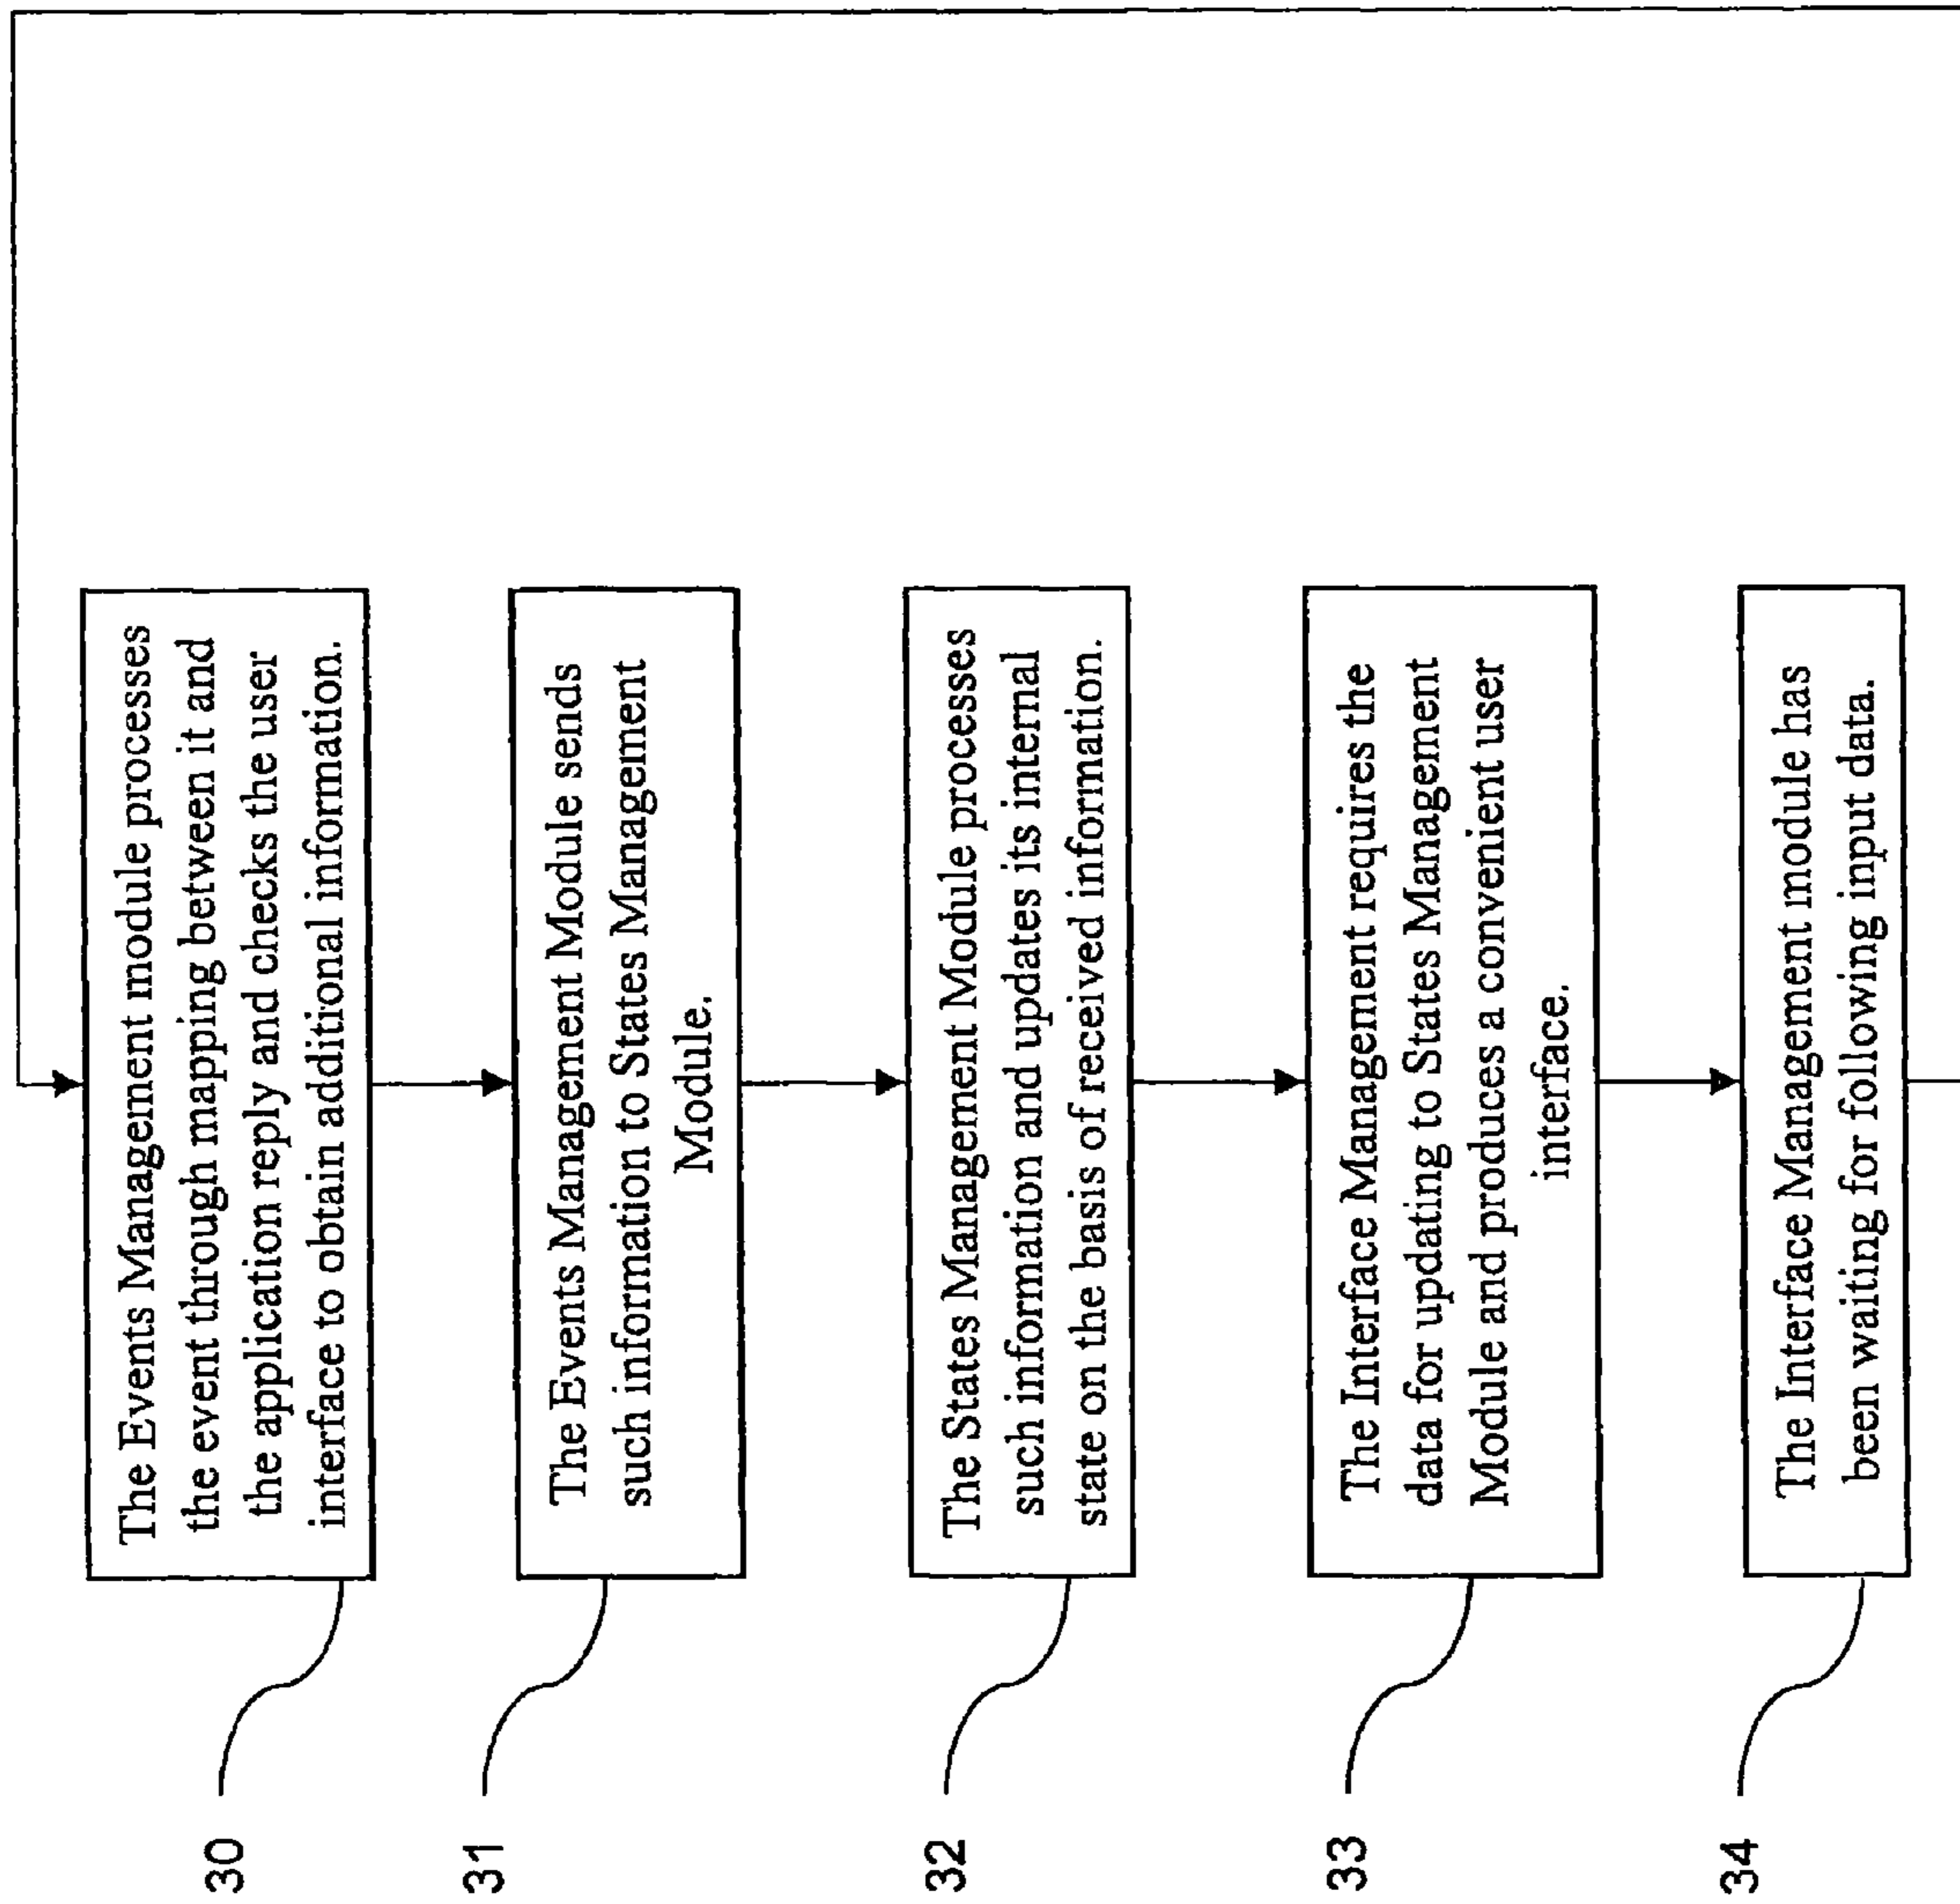 30
The Events Management module processes
the event through mapping between it and
the application reply and checks the user
interface to obtain additional information.
31
The Events Management Module sends
such information to States Management
Module.
32
The States Management Module processes
such information and updates its internal
state on the basis of received information.
33
The Interface Management requires the
data for updating to States Management
Module and produces a convenient user
interface.
34
The Interface Management module has
been waiting for following input data.